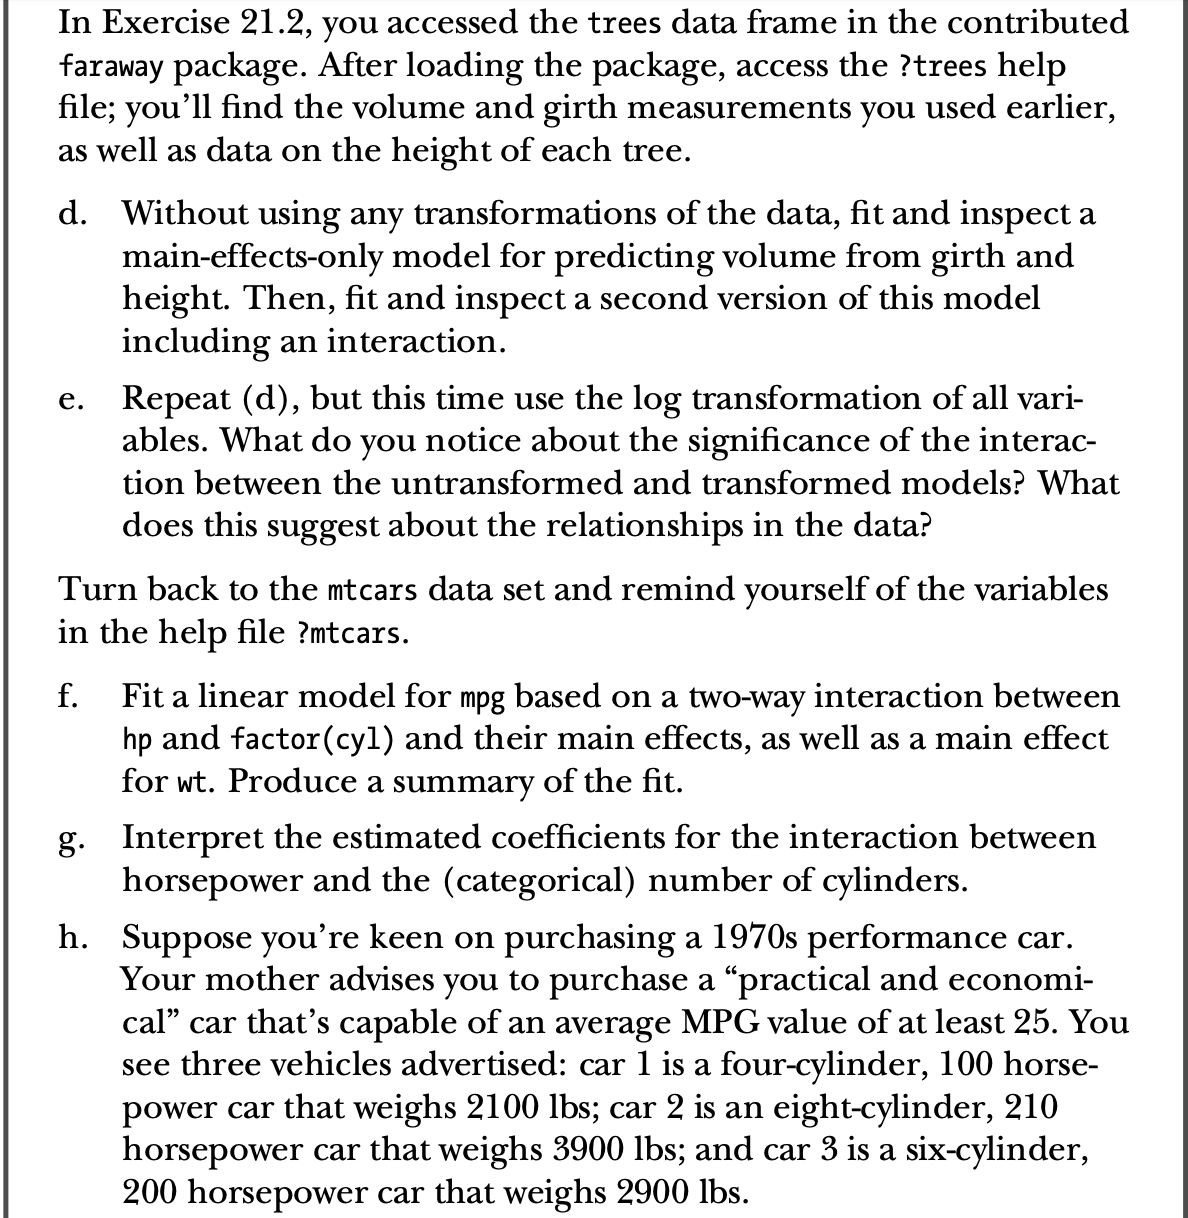 In Exercise 21.2, you accessed the trees data frame in the contributed
faraway package. After loading the package, access the ?trees help
file; you'll find the volume and girth measurements you used earlier,
as well as data on the height of each tree.
d. Without using any transformations of the data, fit and inspect a
main-effects-only model for predicting volume from girth and
height. Then, fit and inspect a second version of this model
including an interaction.
e. Repeat (d), but this time use the log transformation of all vari-
ables. What do you notice about the significance of the interac-
tion between the untransformed and transformed models? What
does this suggest about the relationships in the data?
Turn back to the mtcars data set and remind yourself of the variables
in the help file ?mtcars.
f. Fit a linear model for mpg based on a two-way interaction between
hp and factor(cyl) and their main effects, as well as a main effect
for wt. Produce a summary of the fit.
g. Interpret the estimated coefficients for the interaction between
horsepower and the (categorical) number of cylinders.
h. Suppose you're keen on purchasing a 1970s performance car.
Your mother advises you to purchase a “practical and economi-
cal” car that's capable of an average MPG value of at least 25. You
see three vehicles advertised: car 1 is a four-cylinder, 100 horse-
power car that weighs 2100 lbs; car 2 is an eight-cylinder, 210
horsepower car that weighs 3900 lbs; and car 3 is a six-cylinder,
200 horsepower car that weighs 2900 lbs.